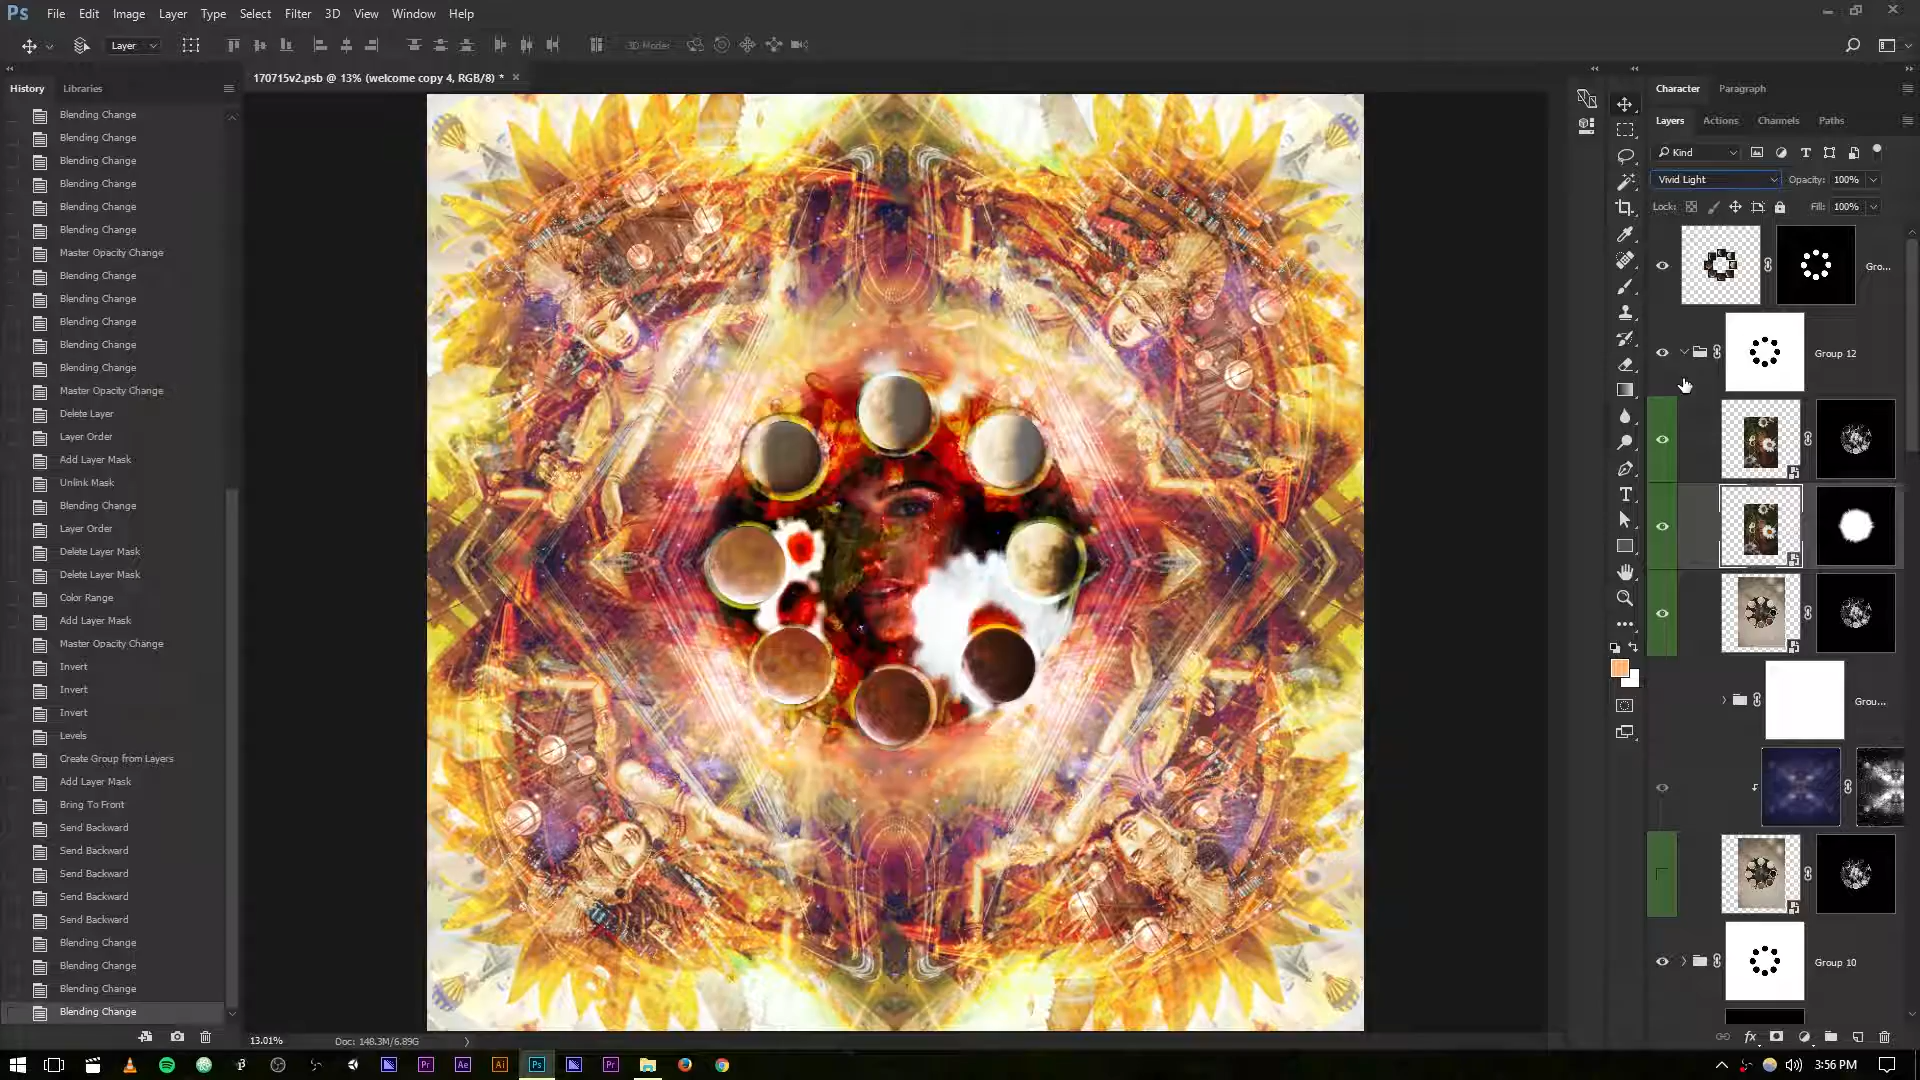 Ps File Edit Image Layer Type Select Filter 3D View Window Help
Layer 3D Mode:
170715v2.psb @ 13% (welcome copy 4, RGB/8) *
History Libraries
Blending Change
Blending Change
Blending Change
Blending Change
Blending Change
Blending Change
Master Opacity Change
Blending Change
Blending Change
Blending Change
Blending Change
Blending Change
Master Opacity Change
Delete Layer
Layer Order
Add Layer Mask
Unlink Mask
Blending Change
Layer Order
Delete Layer Mask
Delete Layer Mask
Color Range
Add Layer Mask
Master Opacity Change
Invert
Invert
Invert
Levels
Create Group from Layers
Add Layer Mask
Bring To Front
Send Backward
Send Backward
Send Backward
Send Backward
Send Backward
Blending Change
Blending Change
Blending Change
Blending Change
13.01% Doc: 148.3M/6.89G
Character Paragraph
Layers Actions Channels Paths
Kind
Vivid Light Opacity: 100%
Lock: Fill: 100%
Gro...
Group 12
Grou...
Group 10
fx
Pr Ae Ai Ps Pr
3:56 PM